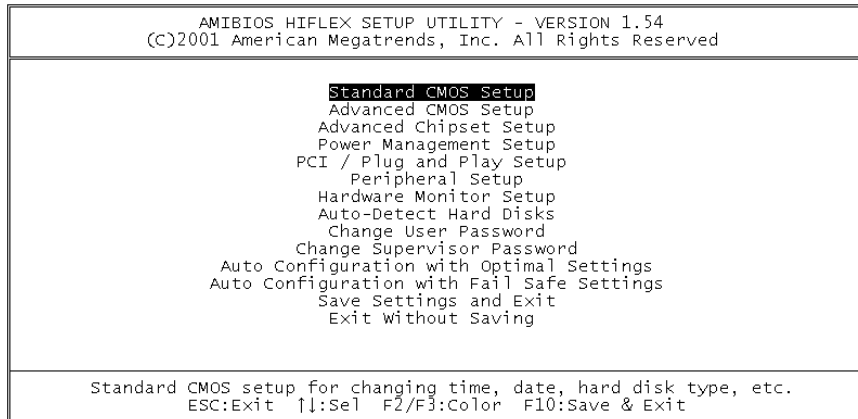 AMIBIOS HIFLEX SETUP UTILITY - VERSION 1.54
(C)2001 American Megatrends, Inc. All Rights Reserved
Standard CMOS Setup
Advanced CMOS Setup
Advanced Chipset Setup
Power Management Setup
PCI / Plug and Play Setup
Peripheral Setup
Hardware Monitor Setup
Auto-Detect Hard Disks
Change User Password
Change Supervisor Password
Auto Configuration with Optimal Settings
Auto Configuration with Fail Safe Settings
Save Settings and Exit
Exit Without Saving
Standard CMOS setup for changing time, date, hard disk type, etc.
ESC:Exit ↑↓:Sel F2/F3:Color F10:Save & Exit